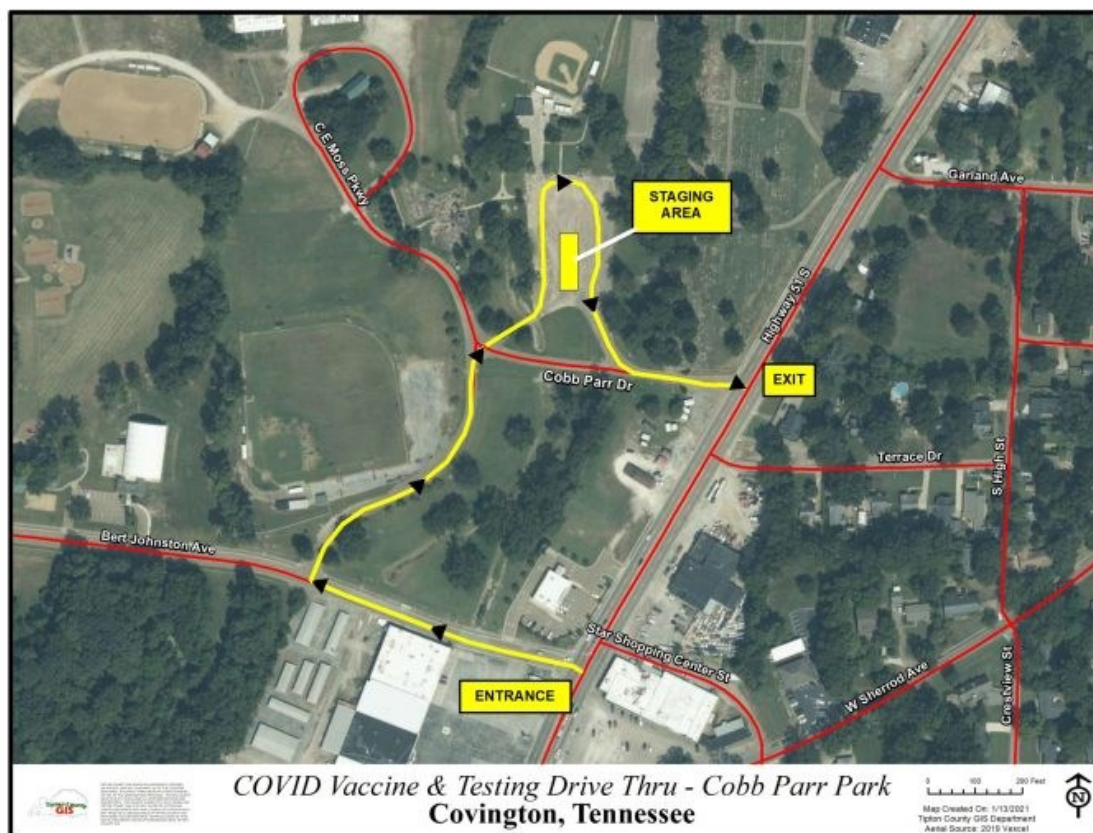 C E Moss Pkwy
STAGING
AREA
Garland Ave
Highway 51 S
Cobb Parr Dr
EXIT
Terrace Dr
S High St
Bert Johnston Ave
Star Shopping Center St
ENTRANCE
W Sherrod Ave
Crestview St
Tipton County
GIS
COVID Vaccine & Testing Drive Thru - Cobb Parr Park
Covington, Tennessee
0 100 200 Feet
Map Created On: 1/13/2021
Tipton County GIS Department
Aerial Source: 2019 Vexcel
N